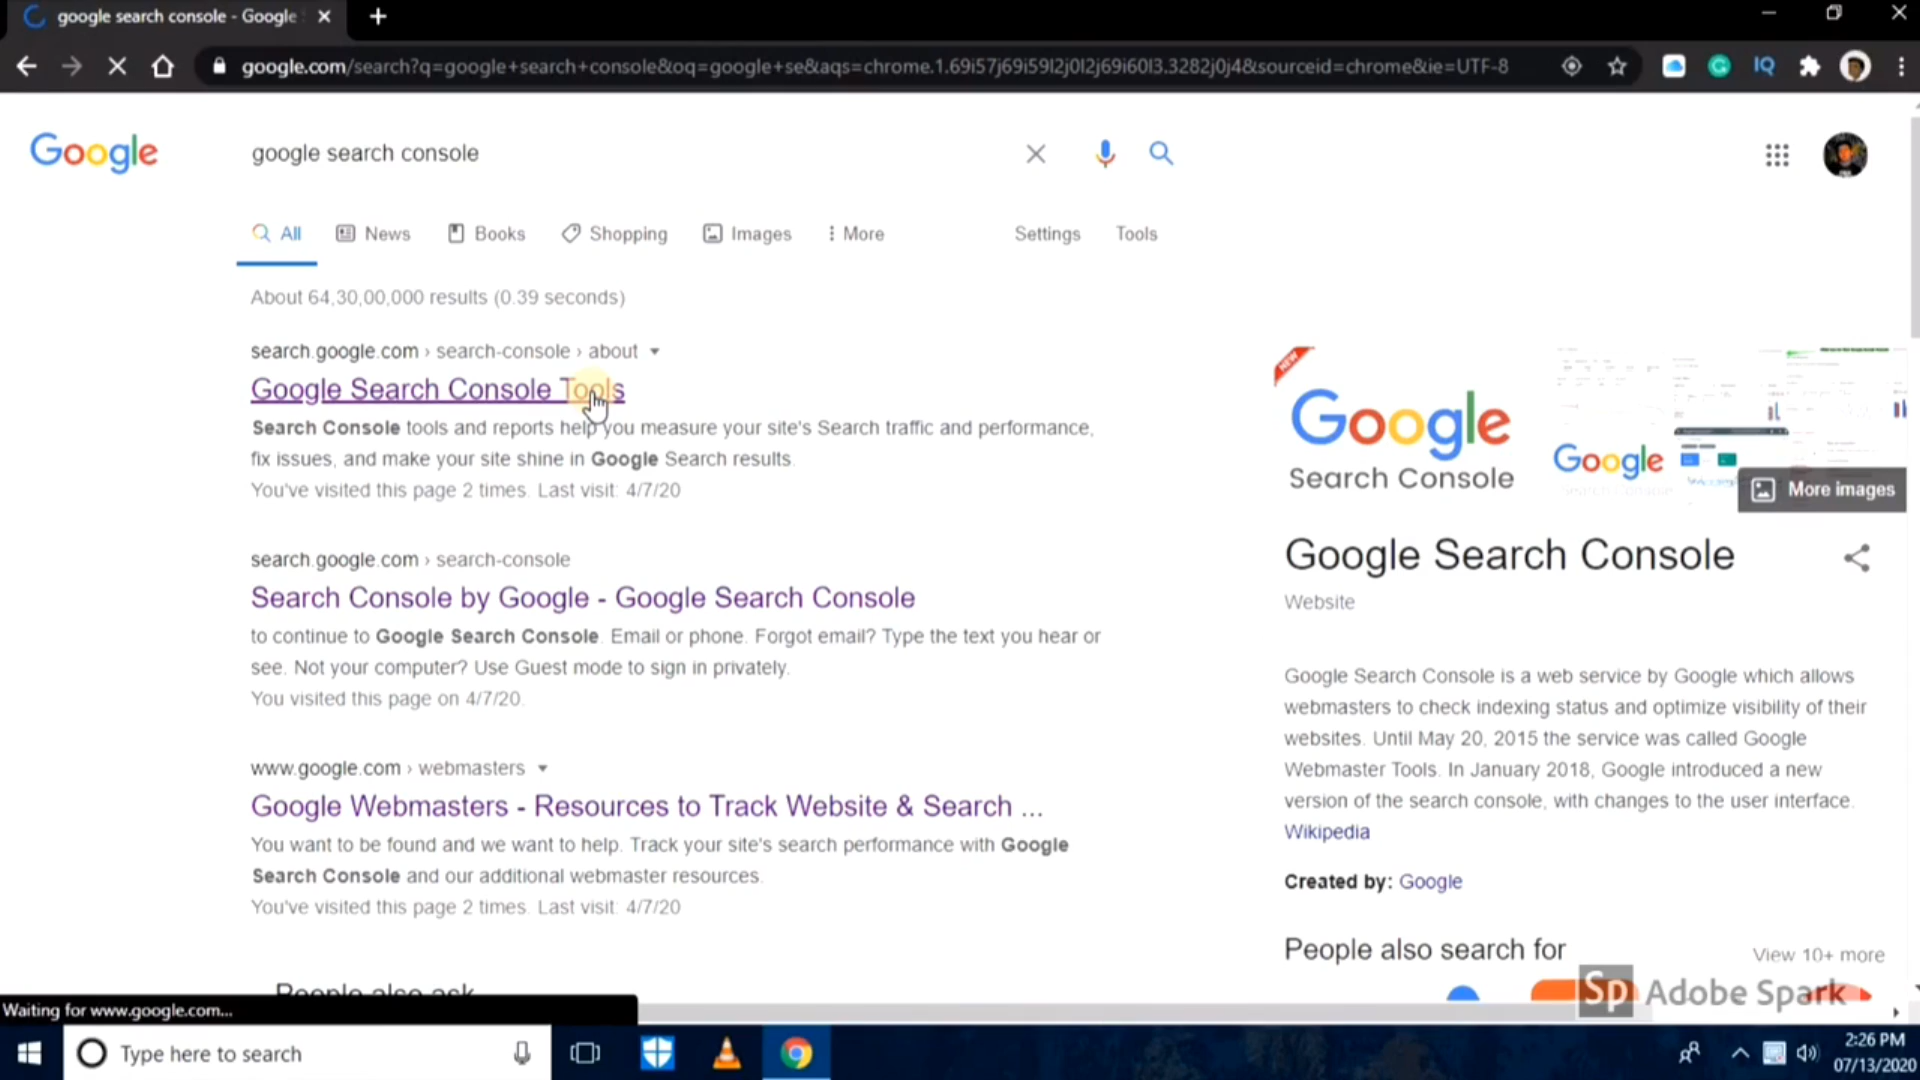 google search console - Google
google.com/search?q=google+search+console&oq=google+se&aqs=chrome.1.69i57j69i59l2j0l2j69i60l3.3282j0j4&sourceid=chrome&ie=UTF-8
IQ
Google
google search console
All
News
Books
Shopping
Images
More
Settings
Tools
About 64,30,00,000 results (0.39 seconds)
search.google.com › search-console › about
Google Search Console Tools
Search Console tools and reports help you measure your site's Search traffic and performance,
fix issues, and make your site shine in Google Search results.
You've visited this page 2 times. Last visit: 4/7/20
search.google.com › search-console
Search Console by Google - Google Search Console
to continue to Google Search Console. Email or phone. Forgot email? Type the text you hear or
see. Not your computer? Use Guest mode to sign in privately.
You visited this page on 4/7/20.
www.google.com › webmasters
Google Webmasters - Resources to Track Website & Search ...
You want to be found and we want to help. Track your site's search performance with Google
Search Console and our additional webmaster resources.
You've visited this page 2 times. Last visit: 4/7/20
People also ask
NEW
Google
Search Console
Google
Search Console
More images
Google Search Console
Website
Google Search Console is a web service by Google which allows
webmasters to check indexing status and optimize visibility of their
websites. Until May 20, 2015 the service was called Google
Webmaster Tools. In January 2018, Google introduced a new
version of the search console, with changes to the user interface.
Wikipedia
Created by: Google
People also search for
View 10+ more
Sp Adobe Spark
Waiting for www.google.com...
Type here to search
2:26 PM
07/13/2020